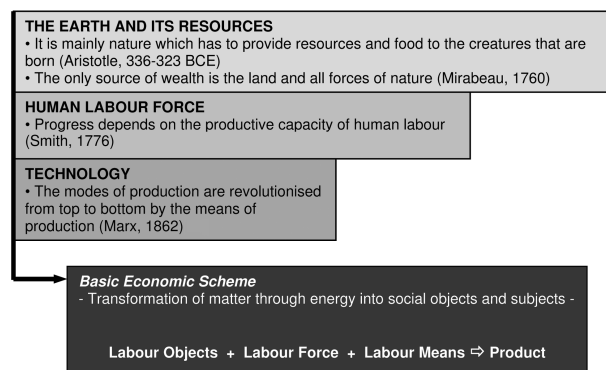 THE EARTH AND ITS RESOURCES
• It is mainly nature which has to provide resources and food to the creatures that are
born (Aristotle, 336-323 BCE)
• The only source of wealth is the land and all forces of nature (Mirabeau, 1760)
HUMAN LABOUR FORCE
• Progress depends on the productive capacity of human labour
(Smith, 1776)
TECHNOLOGY
• The modes of production are revolutionised
from top to bottom by the means of
production (Marx, 1862)
Basic Economic Scheme
- Transformation of matter through energy into social objects and subjects -
Labour Objects + Labour Force + Labour Means ⇨ Product